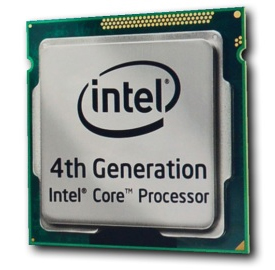 intel®
4th Generation
Intel® Core™ Processor